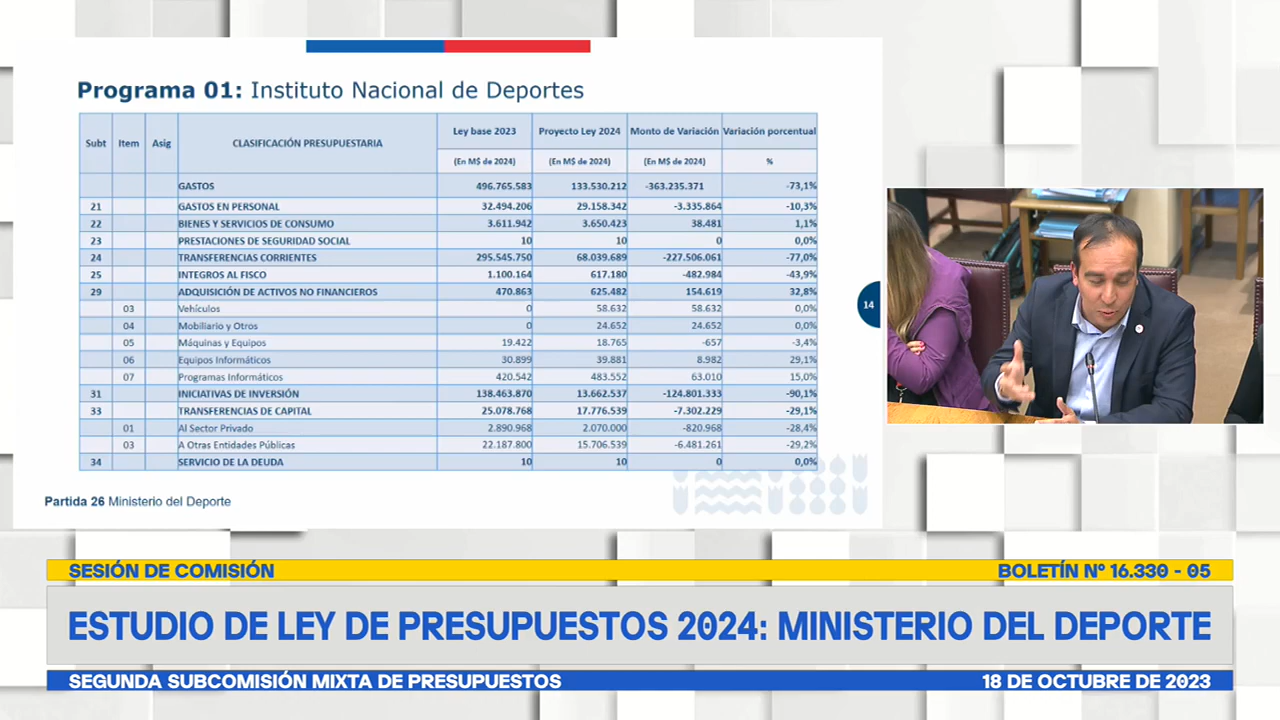 Programa 01: Instituto Nacional de Deportes
Subt Item Asig CLASIFICACIÓN PRESUPUESTARIA Ley base 2023 Proyecto Ley 2024 Monto de Variación Variación porcentual
(En M$ de 2024) (En M$ de 2024) (En M$ de 2024) %
GASTOS 496.765.583 133.530.212 -363.235.371 -73,1%
21 GASTOS EN PERSONAL 32.494.206 29.158.342 -3.335.864 -10,3%
22 BIENES Y SERVICIOS DE CONSUMO 3.611.942 3.650.423 38.481 1,1%
23 PRESTACIONES DE SEGURIDAD SOCIAL 10 10 0 0,0%
24 TRANSFERENCIAS CORRIENTES 295.545.750 68.039.689 -227.506.061 -77,0%
25 INTEGROS AL FISCO 1.100.164 617.180 -482.984 -43,9%
29 ADQUISICIÓN DE ACTIVOS NO FINANCIEROS 470.863 625.482 154.619 32,8%
03 Vehículos 0 58.632 58.632 0,0%
04 Mobiliario y Otros 0 24.652 24.652 0,0%
05 Máquinas y Equipos 19.422 18.765 -657 -3,4%
06 Equipos Informáticos 30.899 39.881 8.982 29,1%
07 Programas Informáticos 420.542 483.552 63.010 15,0%
31 INICIATIVAS DE INVERSIÓN 138.463.870 13.662.537 -124.801.333 -90,1%
33 TRANSFERENCIAS DE CAPITAL 25.078.768 17.776.539 -7.302.229 -29,1%
01 Al Sector Privado 2.890.968 2.070.000 -820.968 -28,4%
03 A Otras Entidades Públicas 22.187.800 15.706.539 -6.481.261 -29,2%
34 SERVICIO DE LA DEUDA 10 10 0 0,0%
14
Partida 26 Ministerio del Deporte
SESIÓN DE COMISIÓN BOLETÍN N° 16.330 - 05
ESTUDIO DE LEY DE PRESUPUESTOS 2024: MINISTERIO DEL DEPORTE
SEGUNDA SUBCOMISIÓN MIXTA DE PRESUPUESTOS 18 DE OCTUBRE DE 2023